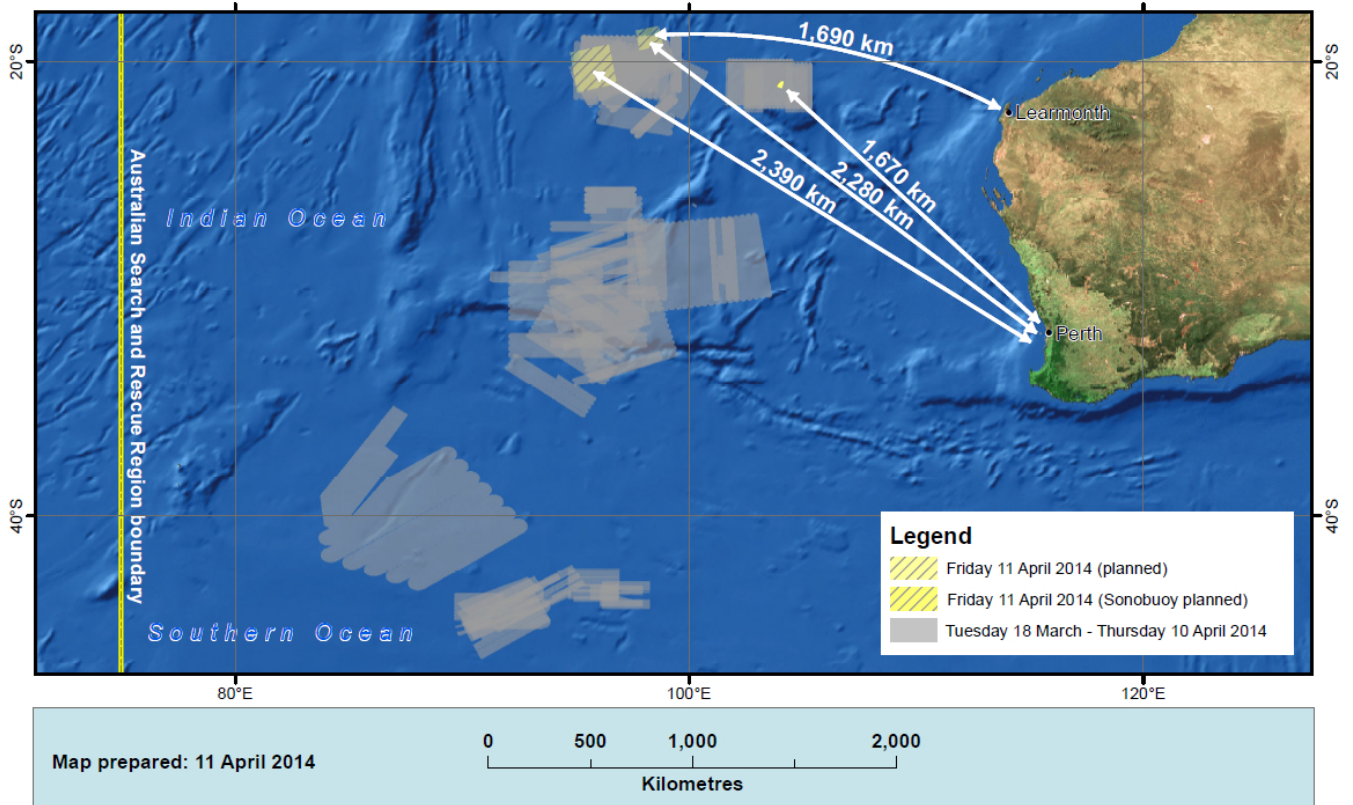 20°S
20°S
1,690 km
Learmonth
1,670 km
2,280 km
2,390 km
Indian Ocean
Australian Search and Rescue Region boundary
Perth
40°S
40°S
Legend
Friday 11 April 2014 (planned)
Friday 11 April 2014 (Sonobuoy planned)
Tuesday 18 March - Thursday 10 April 2014
Southern Ocean
80°E
100°E
120°E
Map prepared: 11 April 2014
0 500 1,000 2,000
Kilometres